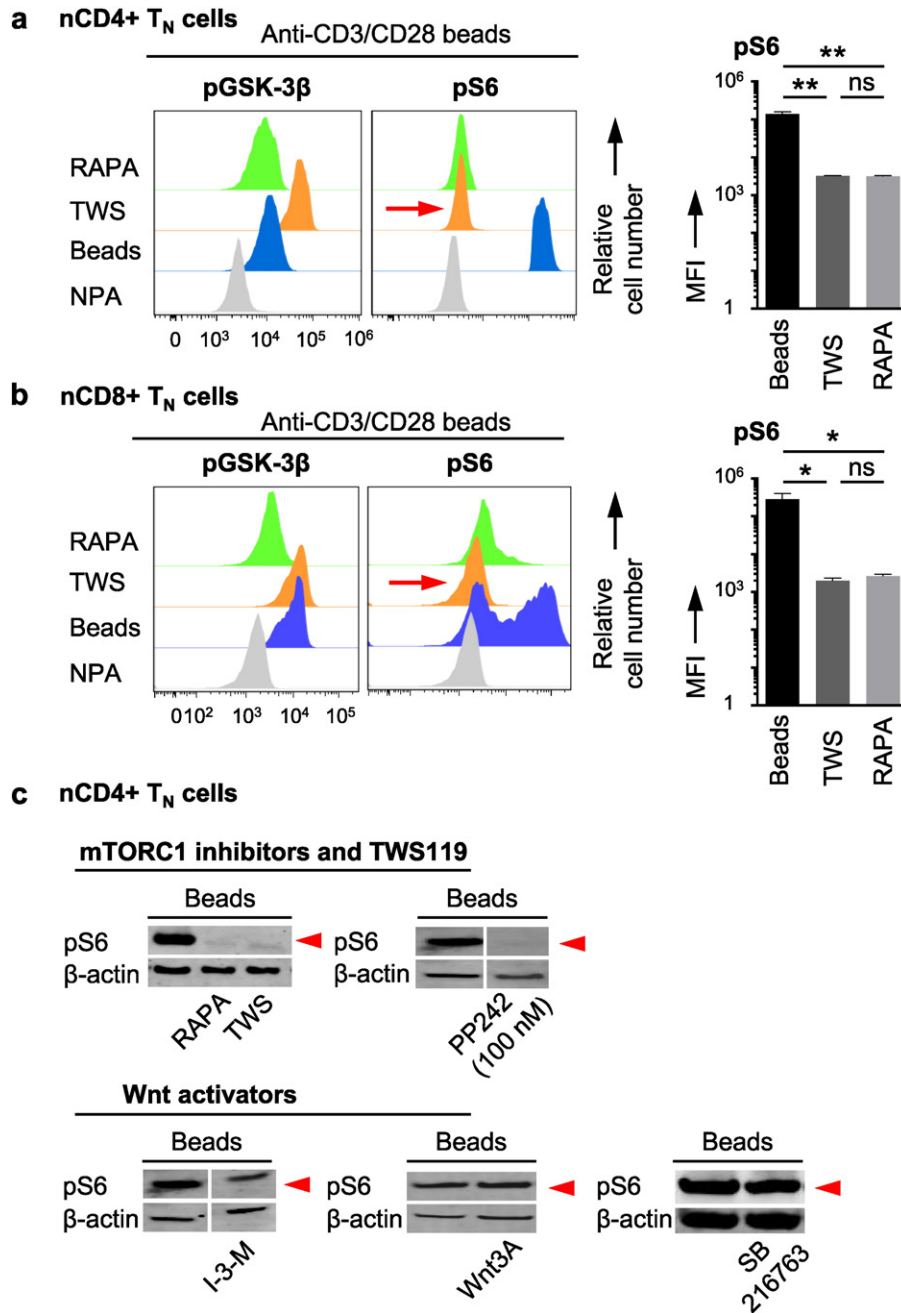 a nCD4+ TN cells
Anti-CD3/CD28 beads
pGSK-3β pS6
RAPA
TWS
Beads
NPA
0 10³ 10⁴ 10⁵ 10⁶
Relative
cell number
pS6
**
** ns
10⁶
10³
1
MFI
Beads
TWS
RAPA
b nCD8+ TN cells
Anti-CD3/CD28 beads
pGSK-3β pS6
RAPA
TWS
Beads
NPA
010² 10³ 10⁴ 10⁵
Relative
cell number
pS6
*
* ns
10⁶
10³
1
MFI
Beads
TWS
RAPA
c nCD4+ TN cells
mTORC1 inhibitors and TWS119
Beads
pS6
β-actin
RAPA
TWS
Beads
pS6
β-actin
PP242
(100 nM)
Wnt activators
Beads
pS6
β-actin
I-3-M
Beads
pS6
β-actin
Wnt3A
Beads
pS6
β-actin
SB
216763